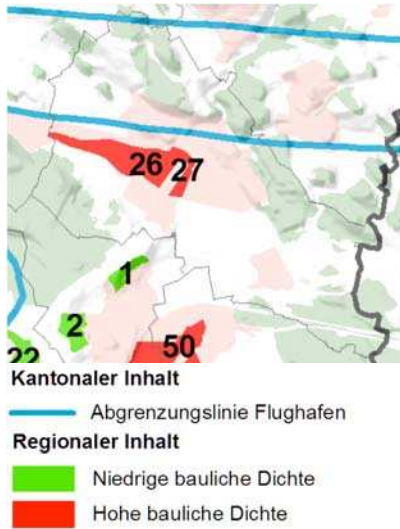 26 27
1
2
22
50
Kantonaler Inhalt
Abgrenzungslinie Flughafen
Regionaler Inhalt
Niedrige bauliche Dichte
Hohe bauliche Dichte